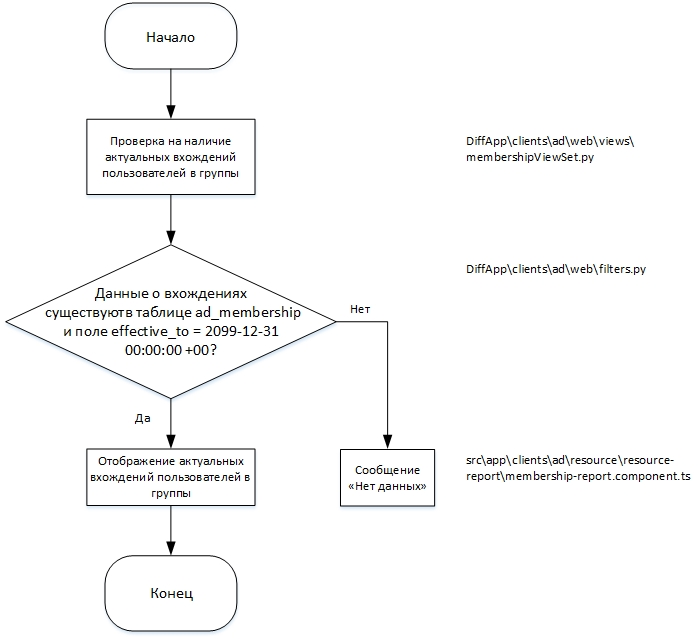 Начало
Проверка на наличие
актуальных вхождений
пользователей в группы
DiffApp\clients\ad\web\views\
membershipViewSet.py
DiffApp\clients\ad\web\filters.py
Данные о вхождениях
существуютв таблице ad_membership
и поле effective_to = 2099-12-31
00:00:00 +00?
Нет
Да
Отображение актуальных
вхождений пользователей в
группы
Сообщение
«Нет данных»
src\app\clients\ad\resource\resource-
report\membership-report.component.ts
Конец